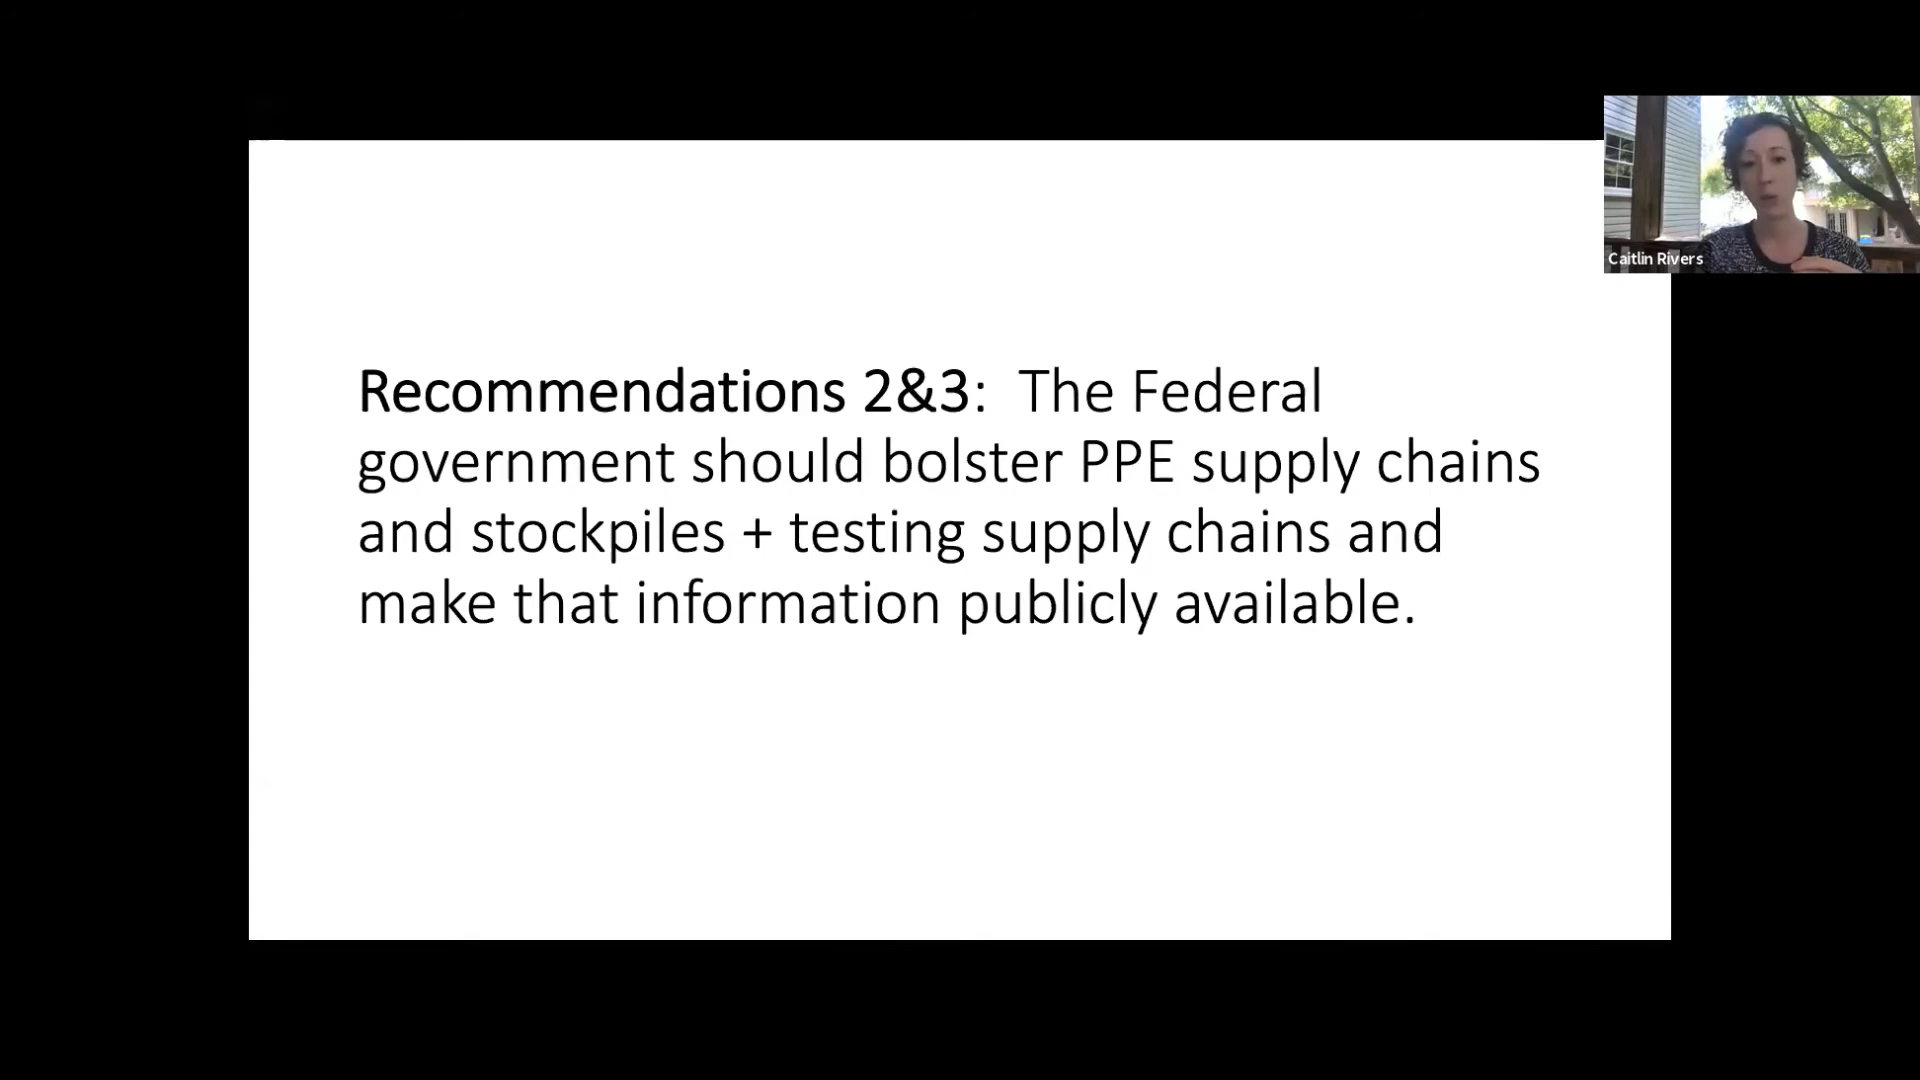 Caitlin Rivers
Recommendations 2&3:  The Federal
government should bolster PPE supply chains
and stockpiles + testing supply chains and
make that information publicly available.